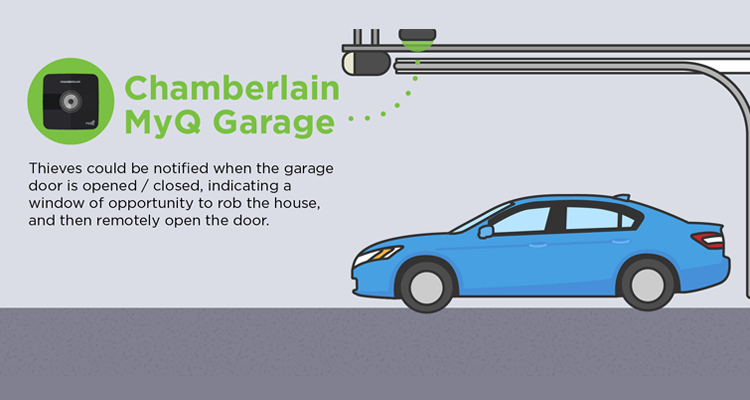 Chamberlain
MyQ Garage
Thieves could be notified when the garage
door is opened / closed, indicating a
window of opportunity to rob the house,
and then remotely open the door.